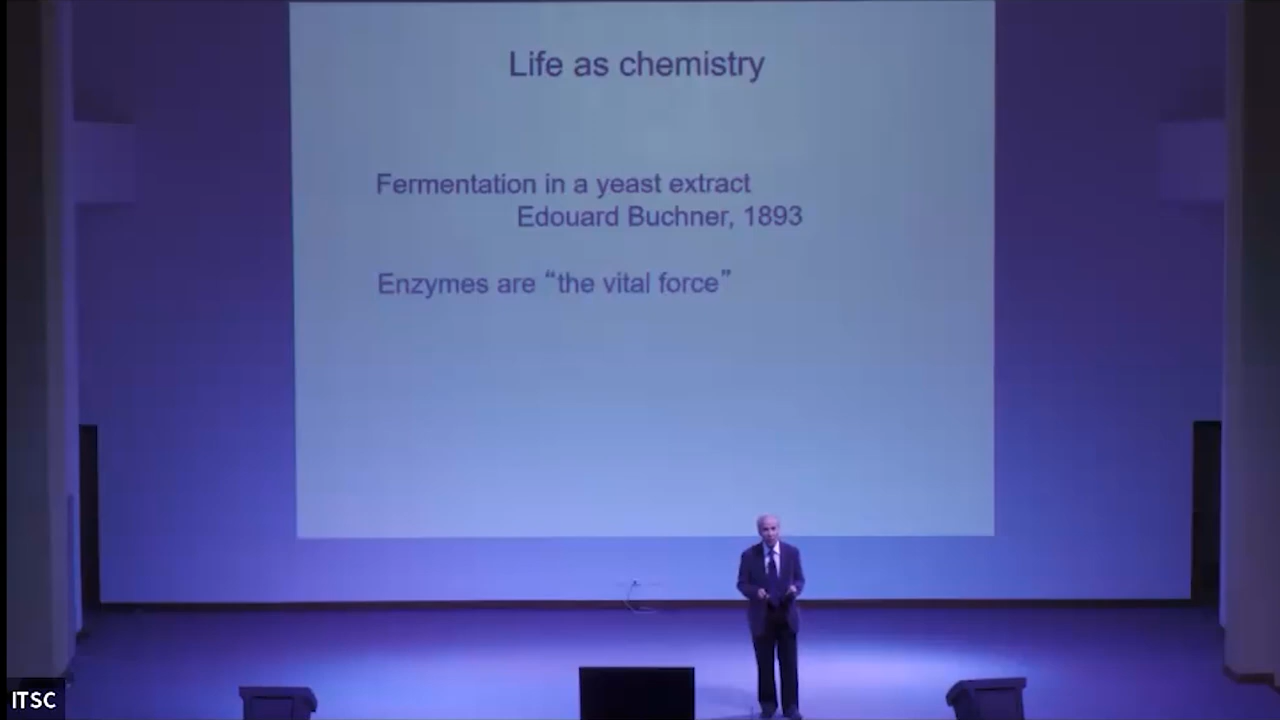 Life as chemistry
Fermentation in a yeast extract
Edouard Buchner, 1893
Enzymes are “the vital force”
ITSC